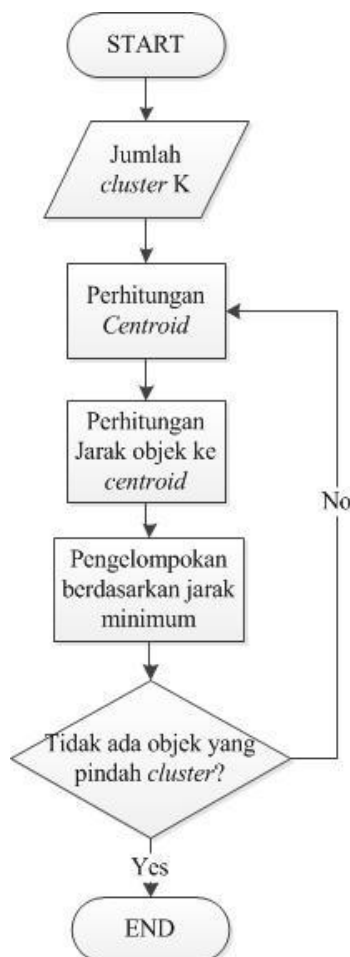 START
Jumlah
cluster K
Perhitungan
Centroid
Perhitungan
Jarak objek ke
centroid
No
Pengelompokan
berdasarkan jarak
minimum
Tidak ada objek yang
pindah cluster?
Yes
END